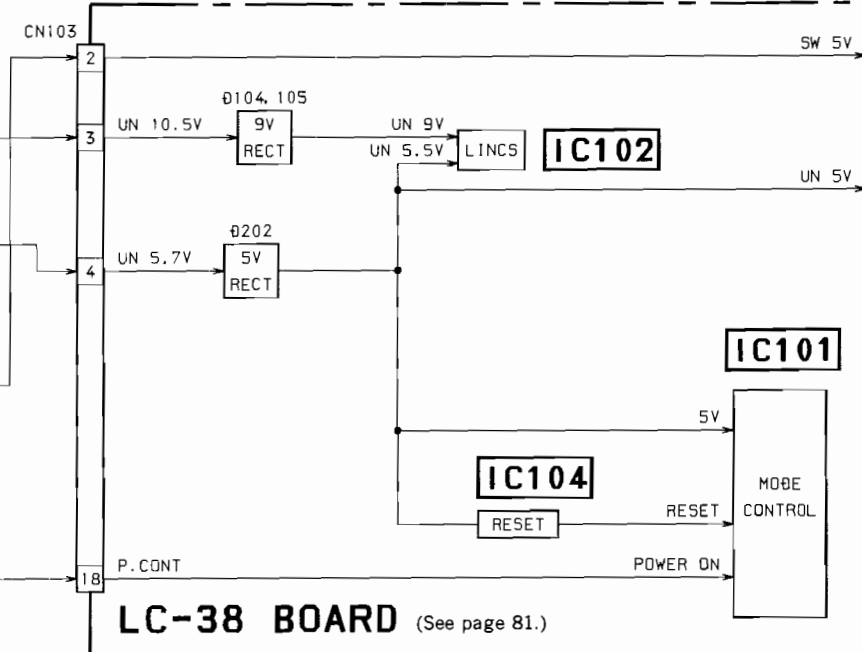 CN103
2
SW 5V
D104, 105
3
UN 10.5V
9V
RECT
UN 9V
UN 5.5V
LINCS
IC102
UN 5V
D202
4
UN 5.7V
5V
RECT
IC101
5V
IC104
MODE
CONTROL
RESET
RESET
18
P.CONT
POWER ON
LC-38 BOARD (See page 81.)